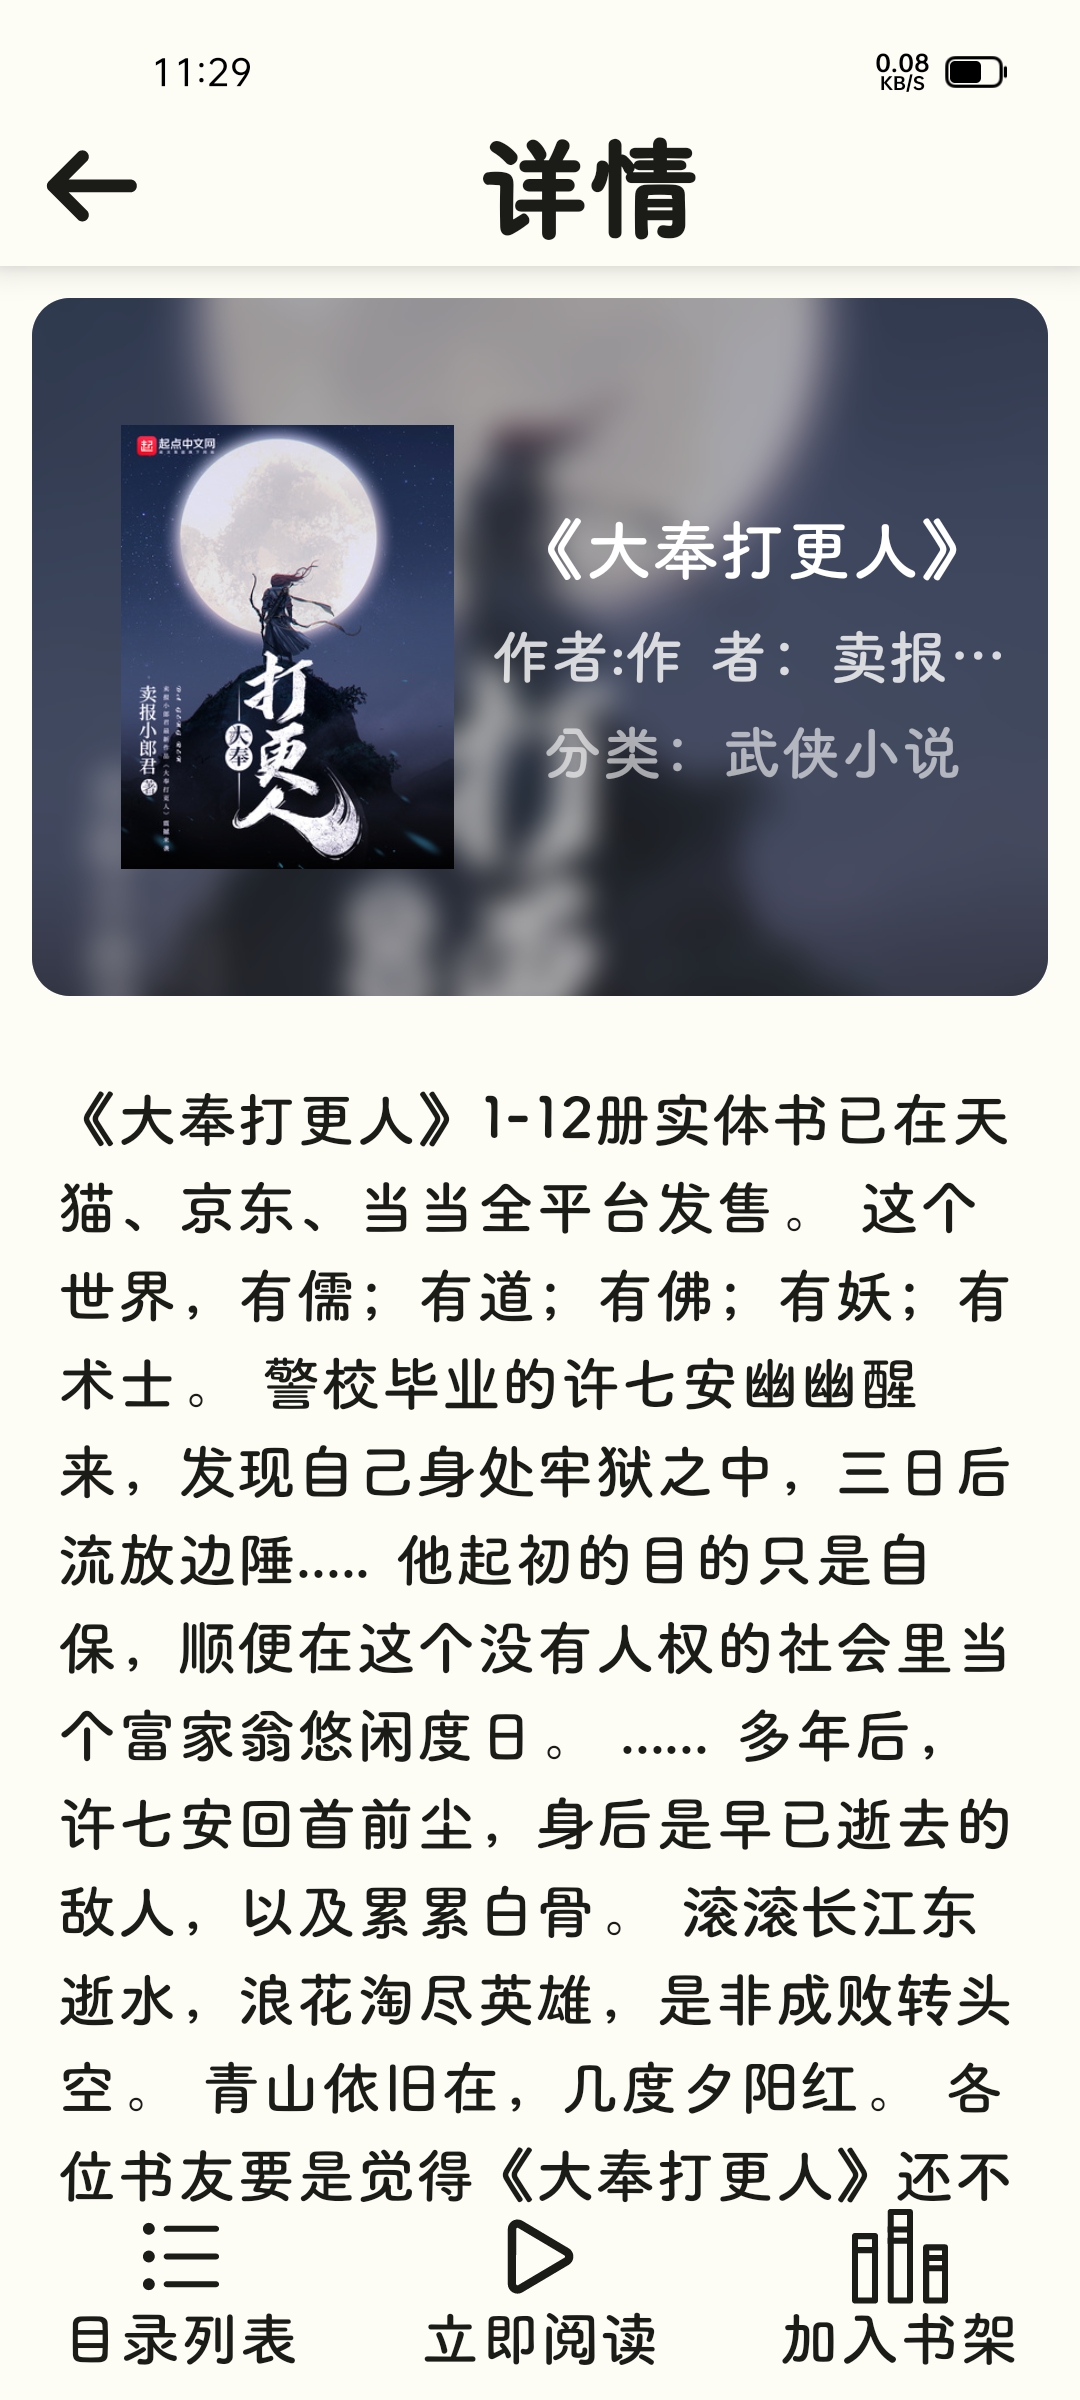 11:29
0.08
KB/S
详情
起点中文网
打
更
人
大奉
卖报小郎君 著
《大奉打更人》
作者:作 者：卖报…
分类：武侠小说
《大奉打更人》1-12册实体书已在天
猫、京东、当当全平台发售。 这个
世界，有儒；有道；有佛；有妖；有
术士。 警校毕业的许七安幽幽醒
来，发现自己身处牢狱之中，三日后
流放边陲..... 他起初的目的只是自
保，顺便在这个没有人权的社会里当
个富家翁悠闲度日。 ...... 多年后，
许七安回首前尘，身后是早已逝去的
敌人，以及累累白骨。 滚滚长江东
逝水，浪花淘尽英雄，是非成败转头
空。 青山依旧在，几度夕阳红。 各
位书友要是觉得《大奉打更人》还不
目录列表
立即阅读
加入书架